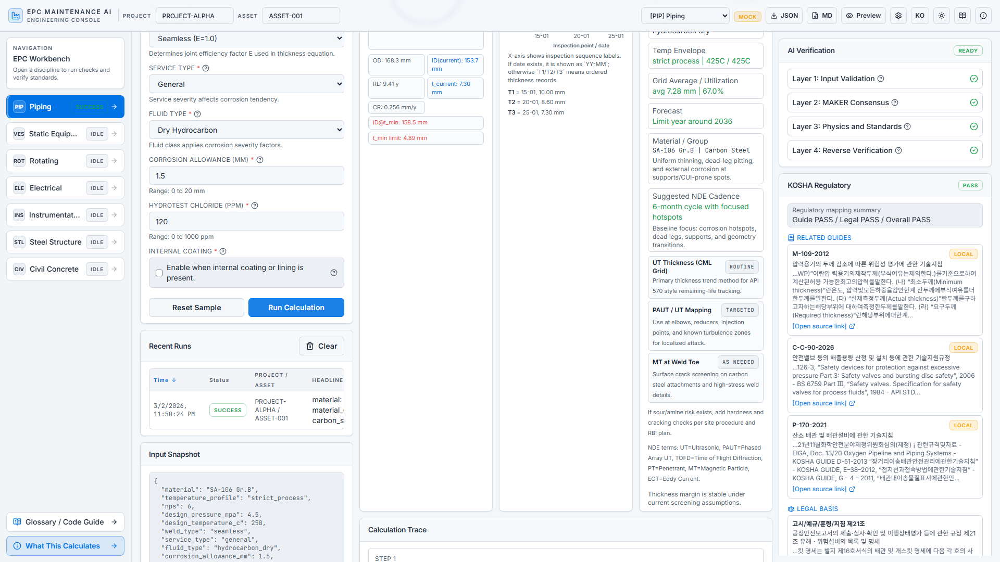 EPC MAINTENANCE AI
ENGINEERING CONSOLE
PROJECT
PROJECT-ALPHA
ASSET
ASSET-001
[PIP] Piping
MOCK
JSON
MD
Preview
KO
NAVIGATION
EPC Workbench
Open a discipline to run checks and
verify standards.
PIP
Piping
SUCCESS
VES
Static Equip...
IDLE
ROT
Rotating
IDLE
ELE
Electrical
IDLE
INS
Instrumentat...
IDLE
STL
Steel Structure
IDLE
CIV
Civil Concrete
IDLE
Glossary / Code Guide
What This Calculates
Seamless (E=1.0)
Determines joint efficiency factor E used in thickness equation.
SERVICE TYPE *
General
Service severity affects corrosion tendency.
FLUID TYPE *
Dry Hydrocarbon
Fluid class applies corrosion severity factors.
CORROSION ALLOWANCE (MM) *
1.5
Range: 0 to 20 mm
HYDROTEST CHLORIDE (PPM) *
120
Range: 0 to 1000 ppm
INTERNAL COATING *
Enable when internal coating or lining is
present.
Reset Sample
Run Calculation
Recent Runs
Clear
Time ↓
Status
PROJECT /
ASSET
HEADLINE
3/2/2026,
11:50:24 PM
SUCCESS
PROJECT-
ALPHA /
ASSET-001
material:
material_
carbon_s
Input Snapshot
{
"material": "SA-106 Gr.B",
"temperature_profile": "strict_process",
"nps": 6,
"design_pressure_mpa": 4.5,
"design_temperature_c": 250,
"weld_type": "seamless",
"service_type": "general",
"fluid_type": "hydrocarbon_dry",
"corrosion_allowance_mm": 1.5,
OD: 168.3 mm
ID(current): 153.7
mm
RL: 9.41 y
t_current: 7.30
mm
CR: 0.256 mm/y
ID@t_min: 158.5 mm
t_min limit: 4.89 mm
15-01
20-01
25-01
Inspection point / date
X-axis shows inspection sequence labels.
If date exists, it is shown as `YY-MM`;
otherwise `T1/T2/T3` means ordered
thickness records.
T1 = 15-01, 10.00 mm
T2 = 20-01, 8.60 mm
T3 = 25-01, 7.30 mm
hydrocarbon dry
Temp Envelope
strict process | 425C / 425C
Grid Average / Utilization
avg 7.28 mm | 67.0%
Forecast
Limit year around 2036
Material / Group
SA-106 Gr.B | Carbon Steel
Uniform thinning, dead-leg pitting,
and external corrosion at
supports/CUI-prone spots.
Suggested NDE Cadence
6-month cycle with focused
hotspots
Baseline focus: corrosion hotspots,
dead legs, supports, and geometry
transitions.
UT Thickness (CML
Grid)
ROUTINE
Primary thickness trend method for API
570 style remaining-life tracking.
PAUT / UT Mapping
TARGETED
Use at elbows, reducers, injection
points, and known turbulence zones
for localized attack.
MT at Weld Toe
AS NEEDED
Surface crack screening on carbon
steel attachments and high-stress weld
details.
If sour/amine risk exists, add hardness and
cracking checks per site procedure and
RBI plan.
NDE terms: UT=Ultrasonic, PAUT=Phased
Array UT, TOFD=Time of Flight Diffraction,
PT=Penetrant, MT=Magnetic Particle,
ECT=Eddy Current.
Thickness margin is stable under
current screening assumptions.
Calculation Trace
STEP 1
AI Verification
READY
Layer 1: Input Validation
Layer 2: MAKER Consensus
Layer 3: Physics and Standards
Layer 4: Reverse Verification
KOSHA Regulatory
PASS
Regulatory mapping summary
Guide PASS / Legal PASS / Overall PASS
RELATED GUIDES
M-109-2012
LOCAL
압력용기의 두께 감소에 따른 위험성 평가에 관한 기술지침
...WP)”이란압 력용기의제작두께(부식여유는제외한다.)를기준으로하여
계산된허용 가능한최고의압력을말한다. (나) “최소두께(Minimum
thickness)”란온도, 압력및모든하중을감안한계 산두께에부식여유를더
한두께를말한다. (다) “실제측정두께(Actual thickness)”란두께를구하
고자하는해당부위에 대하여측정한두께를말한다. (라) “요구두께
(Required thickness)”란해당부위에대한계...
[Open source link]
C-C-90-2026
LOCAL
안전밸브 등의 배출용량 산정 및 설치 등에 관한 기술지원규정
...126-3, “Safety devices for protection against excessive
pressure Part 3: Safety valves and bursting disc safety”, 2006
- BS 6759 Part Ⅲ, “Safety valves. Specification for safety
valves for process fluids”, 1984 - API STD...
[Open source link]
P-170-2021
LOCAL
산소 배관 및 배관설비에 관한 기술지침
...21년11월화학안전분야제정위원회심의(제정) ¡ 관련규격및자료 -
EIGA, Doc. 13/20 Oxygen Pipeline and Piping Systems -
KOSHA GUIDE D-51-2013 “장거리이송배관안전관리에관한기술지침”
- KOSHA GUIDE, E–38–2012, “접지선과접속방법에관한기술지침” -
KOSHA GUIDE, G - 4 – 2011, “배관내이송물질표시에관한안...
[Open source link]
LEGAL BASIS
고시/예규/훈령/지침 제21조
공정안전보고서의 제출·심사·확인 및 이행상태평가 등에 관한 규정 제21
조 유해ㆍ위험설비의 목록 및 명세
...킷 명세는 별지 제16호서식의 배관 및 개스킷 명세에 다음 각 호의 사